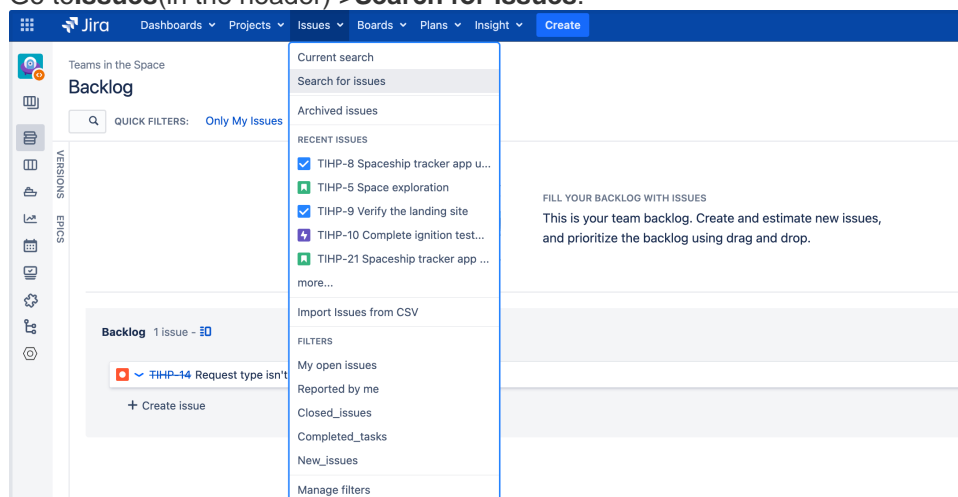 Go to Issues(in the header) > Search for issues.
Jira Dashboards Projects Issues Boards Plans Insight Create
Teams in the Space
Backlog
QUICK FILTERS: Only My Issues
VERSIONS
EPICS
Current search
Search for issues
Archived issues
RECENT ISSUES
TIHP-8 Spaceship tracker app u...
TIHP-5 Space exploration
TIHP-9 Verify the landing site
TIHP-10 Complete ignition test...
TIHP-21 Spaceship tracker app ...
more...
Import Issues from CSV
FILTERS
My open issues
Reported by me
Closed_issues
Completed_tasks
New_issues
Manage filters
FILL YOUR BACKLOG WITH ISSUES
This is your team backlog. Create and estimate new issues,
and prioritize the backlog using drag and drop.
Backlog 1 issue -
TIHP-14 Request type isn't
+ Create issue